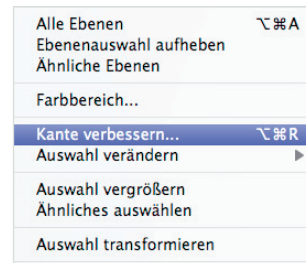 Alle Ebenen ⌥⌘A
Ebenenauswahl aufheben
Ähnliche Ebenen
Farbbereich...
Kante verbessern... ⌥⌘R
Auswahl verändern ▶
Auswahl vergrößern
Ähnliches auswählen
Auswahl transformieren